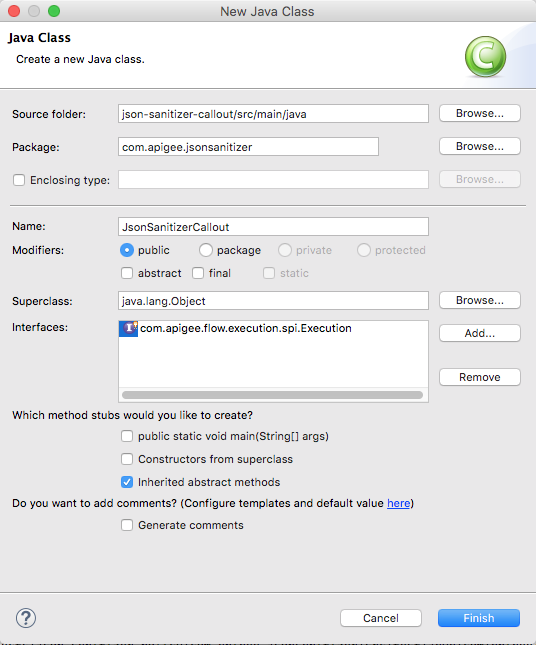 New Java Class
Java Class
Create a new Java class.
C
Source folder: json-sanitizer-callout/src/main/java Browse...
Package: com.apigee.jsonsanitizer Browse...
Enclosing type: Browse...
Name: JsonSanitizerCallout
Modifiers: public package private protected
abstract final static
Superclass: java.lang.Object Browse...
Interfaces: com.apigee.flow.execution.spi.Execution Add...
Remove
Which method stubs would you like to create?
public static void main(String[] args)
Constructors from superclass
Inherited abstract methods
Do you want to add comments? (Configure templates and default value here)
Generate comments
? Cancel Finish